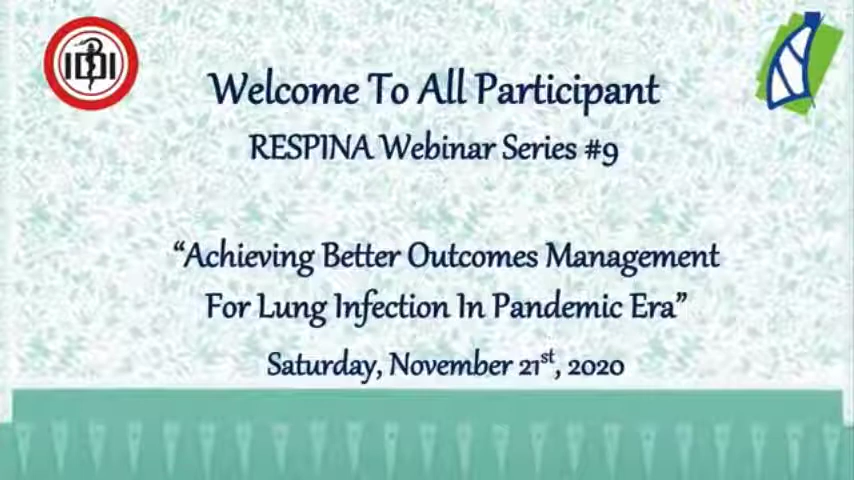 IDI
Welcome To All Participant
RESPINA Webinar Series #9
“Achieving Better Outcomes Management
For Lung Infection In Pandemic Era”
Saturday, November 21st, 2020